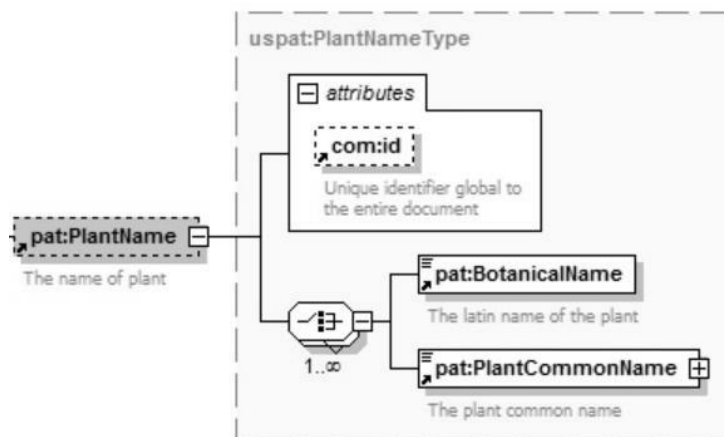 uspat:PlantNameType
attributes
com:id
Unique identifier global to
the entire document
pat:PlantName
The name of plant
pat:BotanicalName
The latin name of the plant
1..∞
pat:PlantCommonName
The plant common name